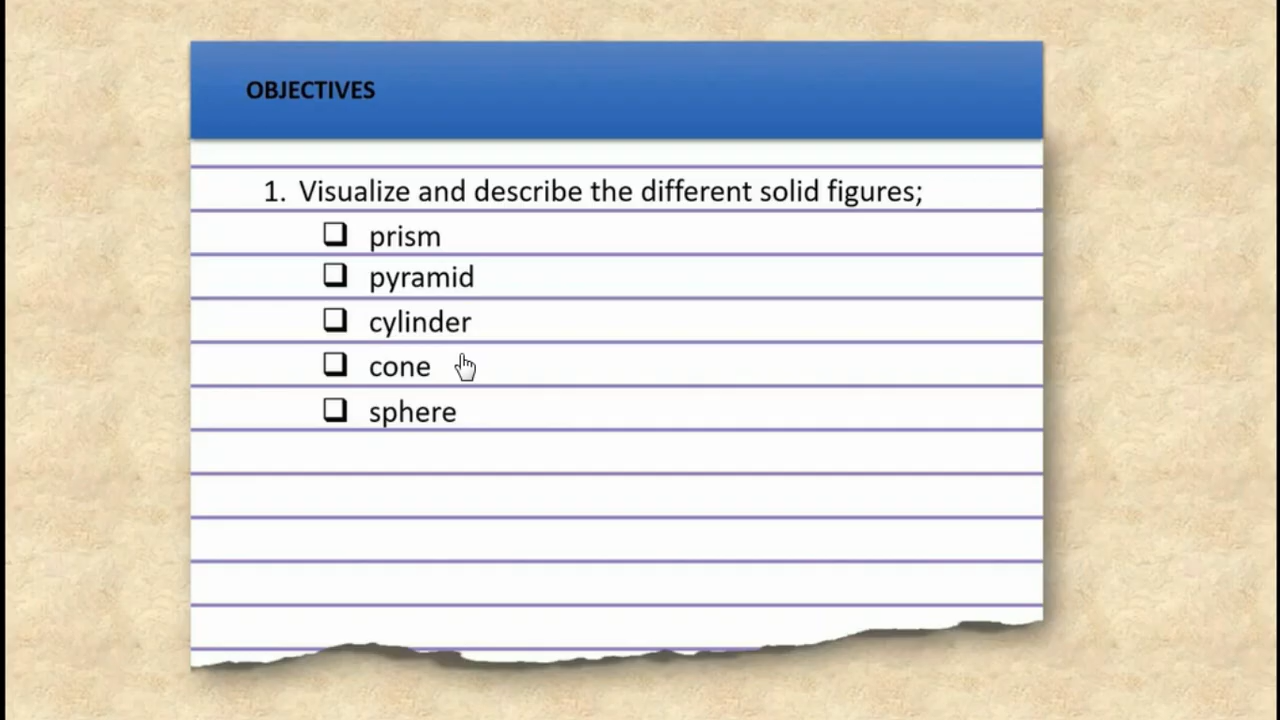 OBJECTIVES
1. Visualize and describe the different solid figures;
❑ prism
❑ pyramid
❑ cylinder
❑ cone
❑ sphere